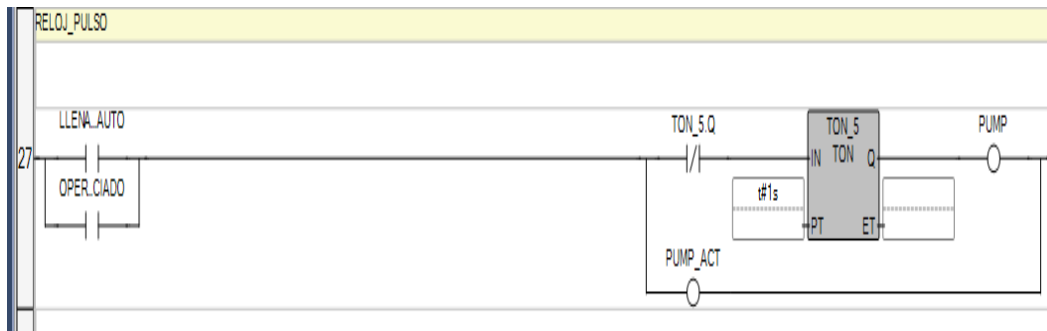 RELOJ_PULSO
LLENA..AUTO
TON_5.Q
TON_5
PUMP
27
IN TON Q
OPER..CIADO
t#1s
PT ET
PUMP_ACT